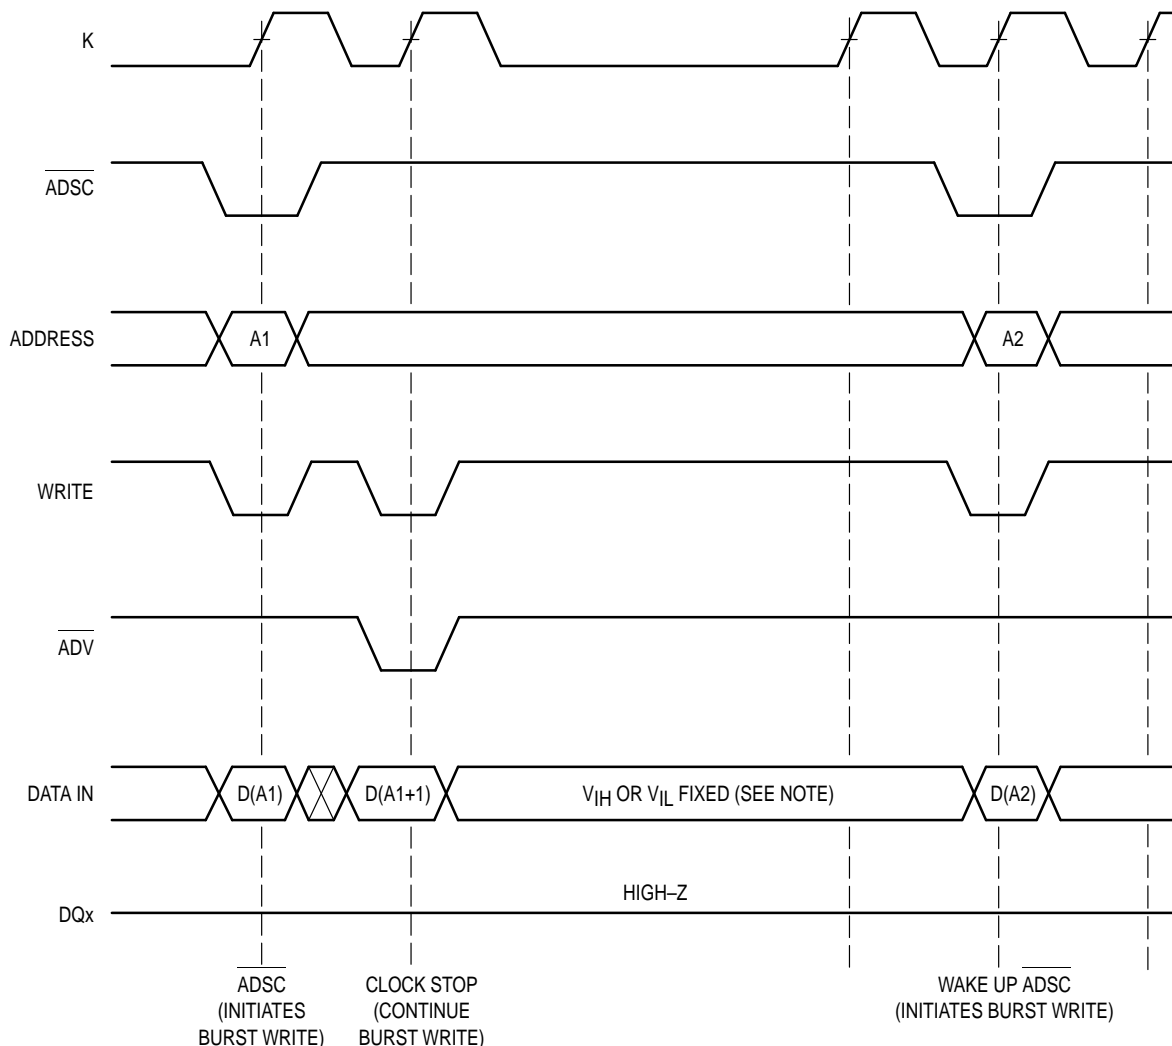 K
ADSC
ADDRESS
A1
A2
WRITE
ADV
DATA IN
D(A1)
D(A1+1)
VIH OR VIL FIXED (SEE NOTE)
D(A2)
HIGH–Z
DQx
ADSC
(INITIATES
BURST WRITE)
CLOCK STOP
(CONTINUE
BURST WRITE)
WAKE UP ADSC
(INITIATES BURST WRITE)